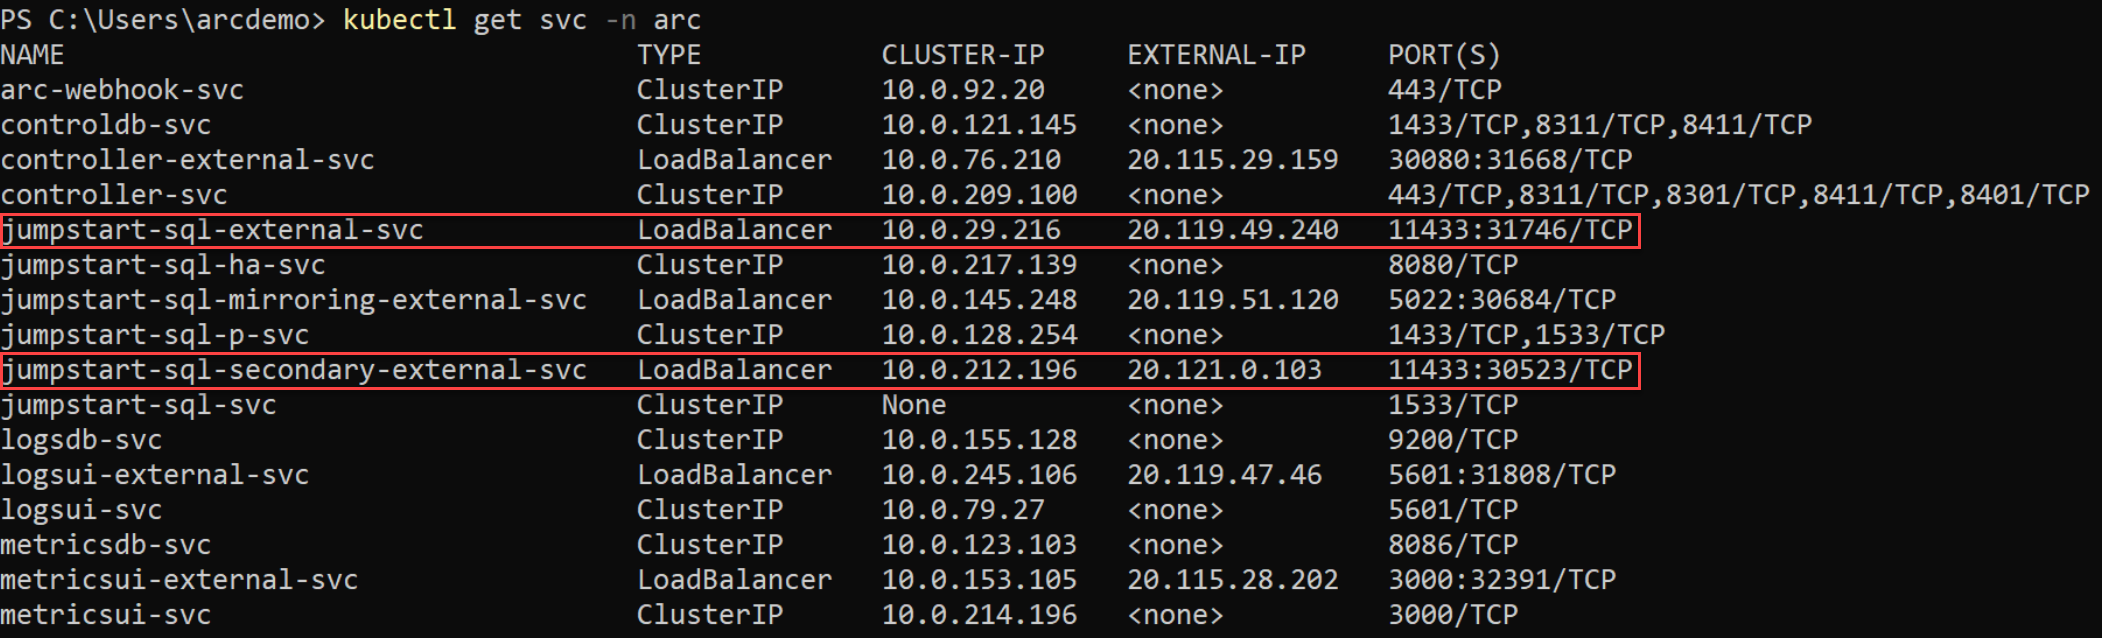 PS C:\Users\arcdemo> kubectl get svc -n arc
NAME TYPE CLUSTER-IP EXTERNAL-IP PORT(S)
arc-webhook-svc ClusterIP 10.0.92.20 <none> 443/TCP
controldb-svc ClusterIP 10.0.121.145 <none> 1433/TCP,8311/TCP,8411/TCP
controller-external-svc LoadBalancer 10.0.76.210 20.115.29.159 30080:31668/TCP
controller-svc ClusterIP 10.0.209.100 <none> 443/TCP,8311/TCP,8301/TCP,8411/TCP,8401/TCP
jumpstart-sql-external-svc LoadBalancer 10.0.29.216 20.119.49.240 11433:31746/TCP
jumpstart-sql-ha-svc ClusterIP 10.0.217.139 <none> 8080/TCP
jumpstart-sql-mirroring-external-svc LoadBalancer 10.0.145.248 20.119.51.120 5022:30684/TCP
jumpstart-sql-p-svc ClusterIP 10.0.128.254 <none> 1433/TCP,1533/TCP
jumpstart-sql-secondary-external-svc LoadBalancer 10.0.212.196 20.121.0.103 11433:30523/TCP
jumpstart-sql-svc ClusterIP None <none> 1533/TCP
logsdb-svc ClusterIP 10.0.155.128 <none> 9200/TCP
logsui-external-svc LoadBalancer 10.0.245.106 20.119.47.46 5601:31808/TCP
logsui-svc ClusterIP 10.0.79.27 <none> 5601/TCP
metricsdb-svc ClusterIP 10.0.123.103 <none> 8086/TCP
metricsui-external-svc LoadBalancer 10.0.153.105 20.115.28.202 3000:32391/TCP
metricsui-svc ClusterIP 10.0.214.196 <none> 3000/TCP